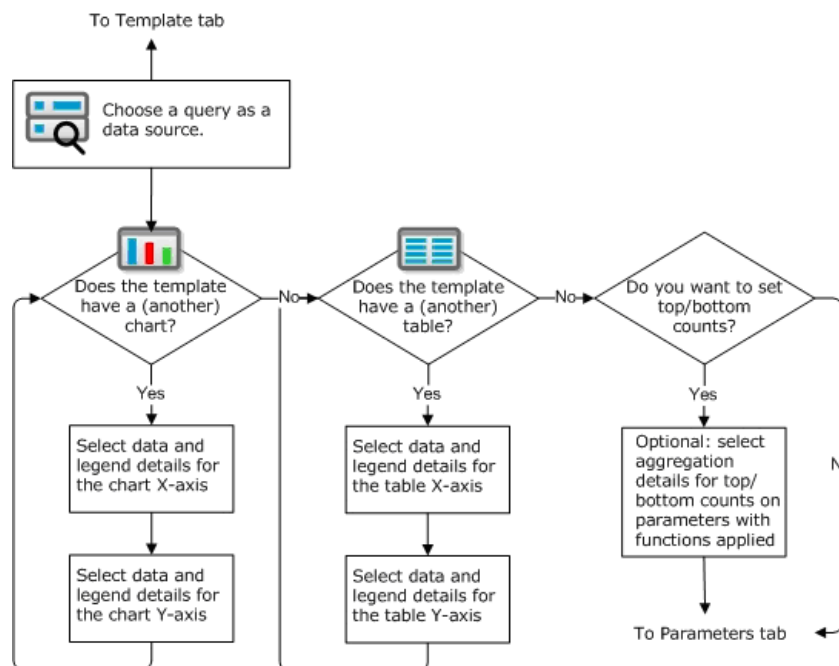 To Template tab
Choose a query as a
data source.
Does the template
have a (another)
chart?
No
Does the template
have a (another)
table?
No
Do you want to set
top/bottom
counts?
Yes
Yes
Yes
Select data and
legend details for
the chart X-axis
Select data and
legend details for
the table X-axis
Optional: select
aggregation
details for top/
bottom counts on
parameters with
functions applied
Select data and
legend details for
the chart Y-axis
Select data and
legend details for
the table Y-axis
To Parameters tab